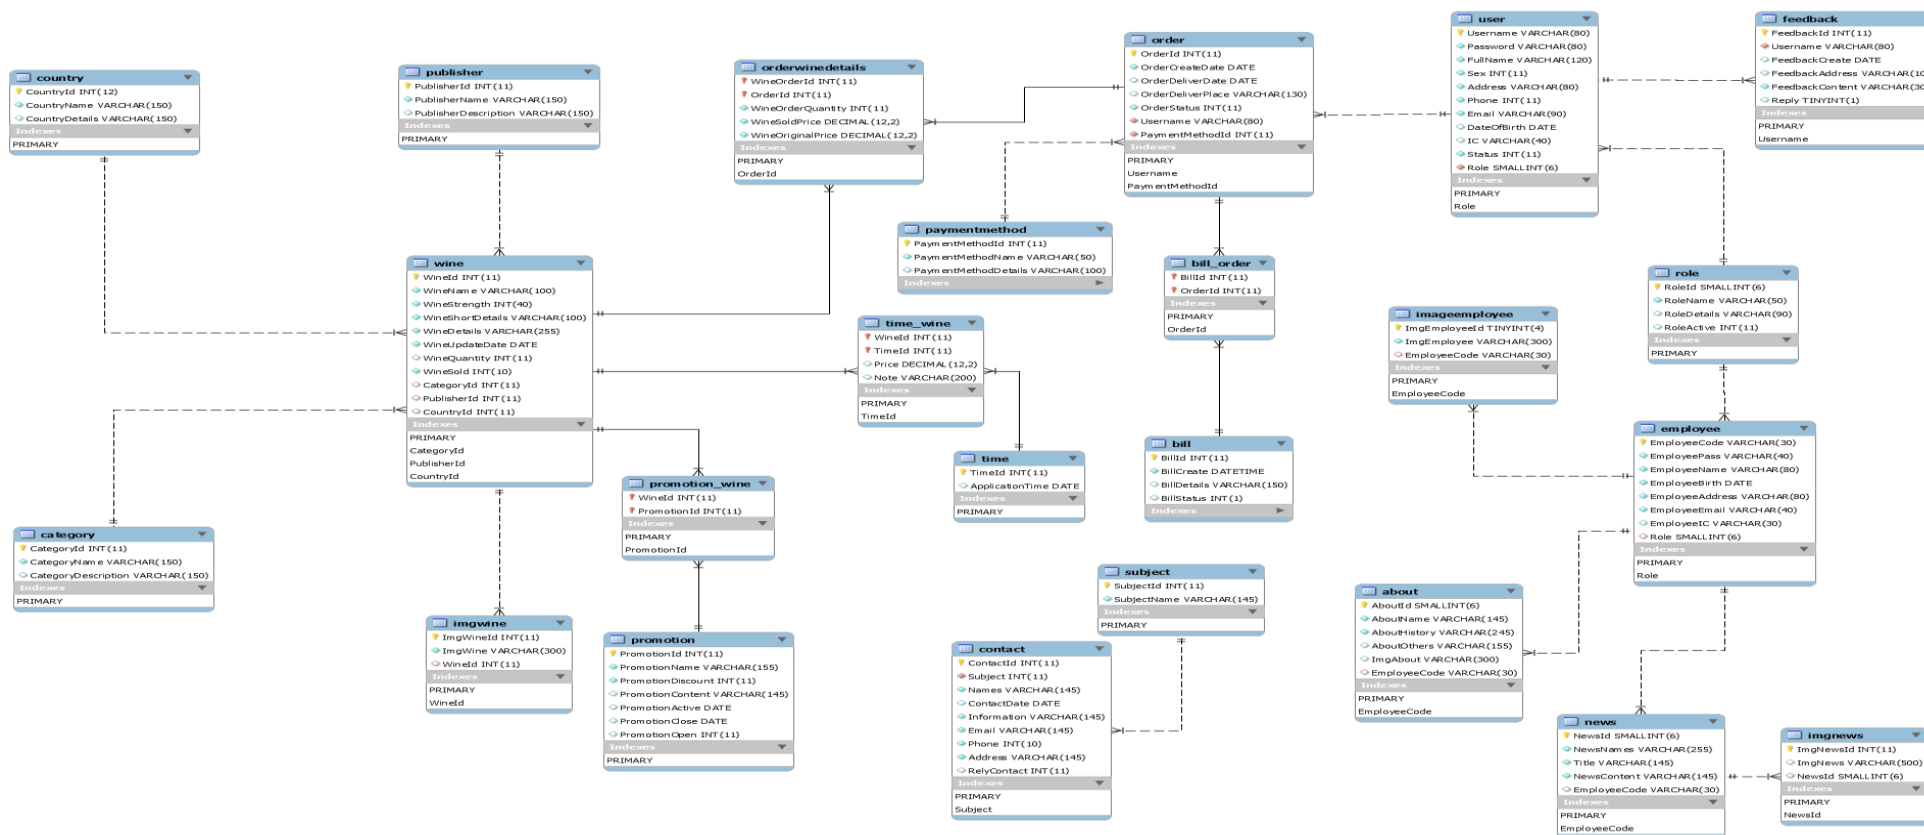 country
CountryId INT(12)
CountryName VARCHAR(150)
CountryDetails VARCHAR(150)
Indexes
PRIMARY
publisher
PublisherId INT(11)
PublisherName VARCHAR(150)
PublisherDescription VARCHAR(150)
Indexes
PRIMARY
orderwinedetails
WineOrderId INT(11)
OrderId INT(11)
WineOrderQuantity INT(11)
WineSoldPrice DECIMAL(12,2)
WineOriginalPrice DECIMAL(12,2)
Indexes
PRIMARY
OrderId
order
OrderId INT(11)
OrderCreateDate DATE
OrderDeliverDate DATE
OrderDeliverPlace VARCHAR(130)
OrderStatus INT(11)
Username VARCHAR(80)
PaymentMethodId INT(11)
Indexes
PRIMARY
Username
PaymentMethodId
user
Username VARCHAR(80)
Password VARCHAR(80)
FullName VARCHAR(120)
Sex INT(11)
Address VARCHAR(80)
Phone INT(11)
Email VARCHAR(90)
DateOfBirth DATE
IC VARCHAR(40)
Status INT(11)
Role SMALLINT(6)
Indexes
PRIMARY
Role
feedback
FeedbackId INT(11)
Username VARCHAR(80)
FeedbackCreate DATE
FeedbackAddress VARCHAR(10
FeedbackContent VARCHAR(30
Reply TINYINT(1)
Indexes
PRIMARY
Username
paymentmethod
PaymentMethodId INT(11)
PaymentMethodName VARCHAR(50)
PaymentMethodDetails VARCHAR(100)
Indexes
wine
WineId INT(11)
WineName VARCHAR(100)
WineStrength INT(40)
WineShortDetails VARCHAR(100)
WineDetails VARCHAR(255)
WineUpdateDate DATE
WineQuantity INT(11)
WineSold INT(10)
CategoryId INT(11)
PublisherId INT(11)
CountryId INT(11)
Indexes
PRIMARY
CategoryId
PublisherId
CountryId
bill_order
BillId INT(11)
OrderId INT(11)
Indexes
PRIMARY
OrderId
role
RoleId SMALLINT(6)
RoleName VARCHAR(50)
RoleDetails VARCHAR(90)
RoleActive INT(11)
Indexes
PRIMARY
time_wine
WineId INT(11)
TimeId INT(11)
Price DECIMAL(12,2)
Note VARCHAR(200)
Indexes
PRIMARY
TimeId
imageemployee
ImgEmployeeId TINYINT(4)
ImgEmployee VARCHAR(300)
EmployeeCode VARCHAR(30)
Indexes
PRIMARY
EmployeeCode
employee
EmployeeCode VARCHAR(30)
EmployeePass VARCHAR(40)
EmployeeName VARCHAR(80)
EmployeeBirth DATE
EmployeeAddress VARCHAR(80)
EmployeeEmail VARCHAR(40)
EmployeeIC VARCHAR(30)
Role SMALLINT(6)
Indexes
PRIMARY
Role
time
TimeId INT(11)
ApplicationTime DATE
Indexes
PRIMARY
bill
BillId INT(11)
BillCreate DATETIME
BillDetails VARCHAR(150)
BillStatus INT(1)
Indexes
promotion_wine
WineId INT(11)
PromotionId INT(11)
Indexes
PRIMARY
PromotionId
category
CategoryId INT(11)
CategoryName VARCHAR(150)
CategoryDescription VARCHAR(150)
Indexes
PRIMARY
imgwine
ImgWineId INT(11)
ImgWine VARCHAR(300)
WineId INT(11)
Indexes
PRIMARY
WineId
promotion
PromotionId INT(11)
PromotionName VARCHAR(155)
PromotionDiscount INT(11)
PromotionContent VARCHAR(145)
PromotionActive DATE
PromotionClose DATE
PromotionOpen INT(11)
Indexes
PRIMARY
subject
SubjectId INT(11)
SubjectName VARCHAR(145)
Indexes
PRIMARY
contact
ContactId INT(11)
Subject INT(11)
Names VARCHAR(145)
ContactDate DATE
Information VARCHAR(145)
Email VARCHAR(145)
Phone INT(10)
Address VARCHAR(145)
RelyContact INT(11)
Indexes
PRIMARY
Subject
about
AboutId SMALLINT(6)
AboutName VARCHAR(145)
AboutHistory VARCHAR(245)
AboutOthers VARCHAR(155)
ImgAbout VARCHAR(300)
EmployeeCode VARCHAR(30)
Indexes
PRIMARY
EmployeeCode
news
NewsId SMALLINT(6)
NewsNames VARCHAR(255)
Title VARCHAR(145)
NewsContent VARCHAR(145)
EmployeeCode VARCHAR(30)
Indexes
PRIMARY
EmployeeCode
imgnews
ImgNewsId INT(11)
ImgNews VARCHAR(500)
NewsId SMALLINT(6)
Indexes
PRIMARY
NewsId